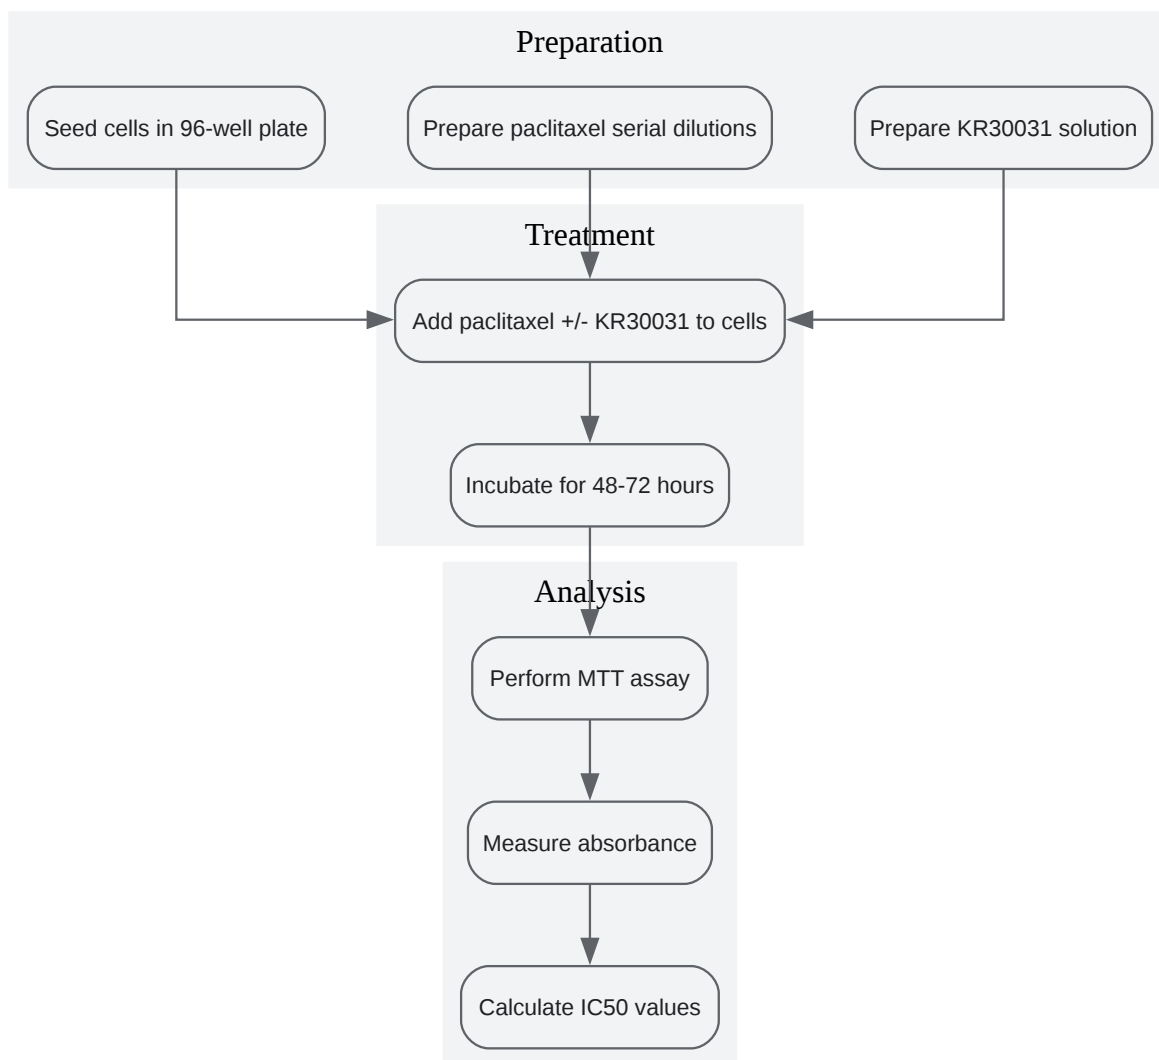 Preparation
Seed cells in 96-well plate
Prepare paclitaxel serial dilutions
Prepare KR30031 solution
Treatment
Add paclitaxel +/- KR30031 to cells
Incubate for 48-72 hours
Analysis
Perform MTT assay
Measure absorbance
Calculate IC50 values